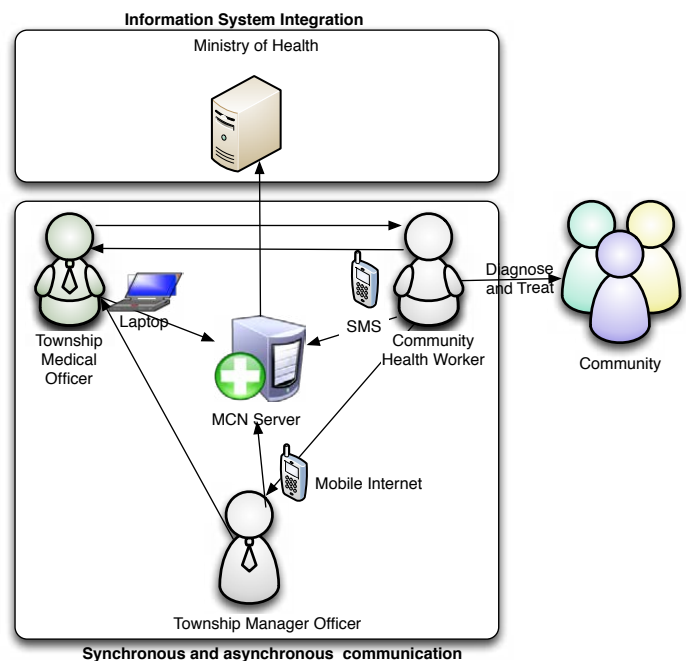 Information System Integration
Ministry of Health
Diagnose
and Treat
Laptop
SMS
Township
Medical
Officer
Community
Health Worker
Community
MCN Server
Mobile Internet
Township Manager Officer
Synchronous and asynchronous communication